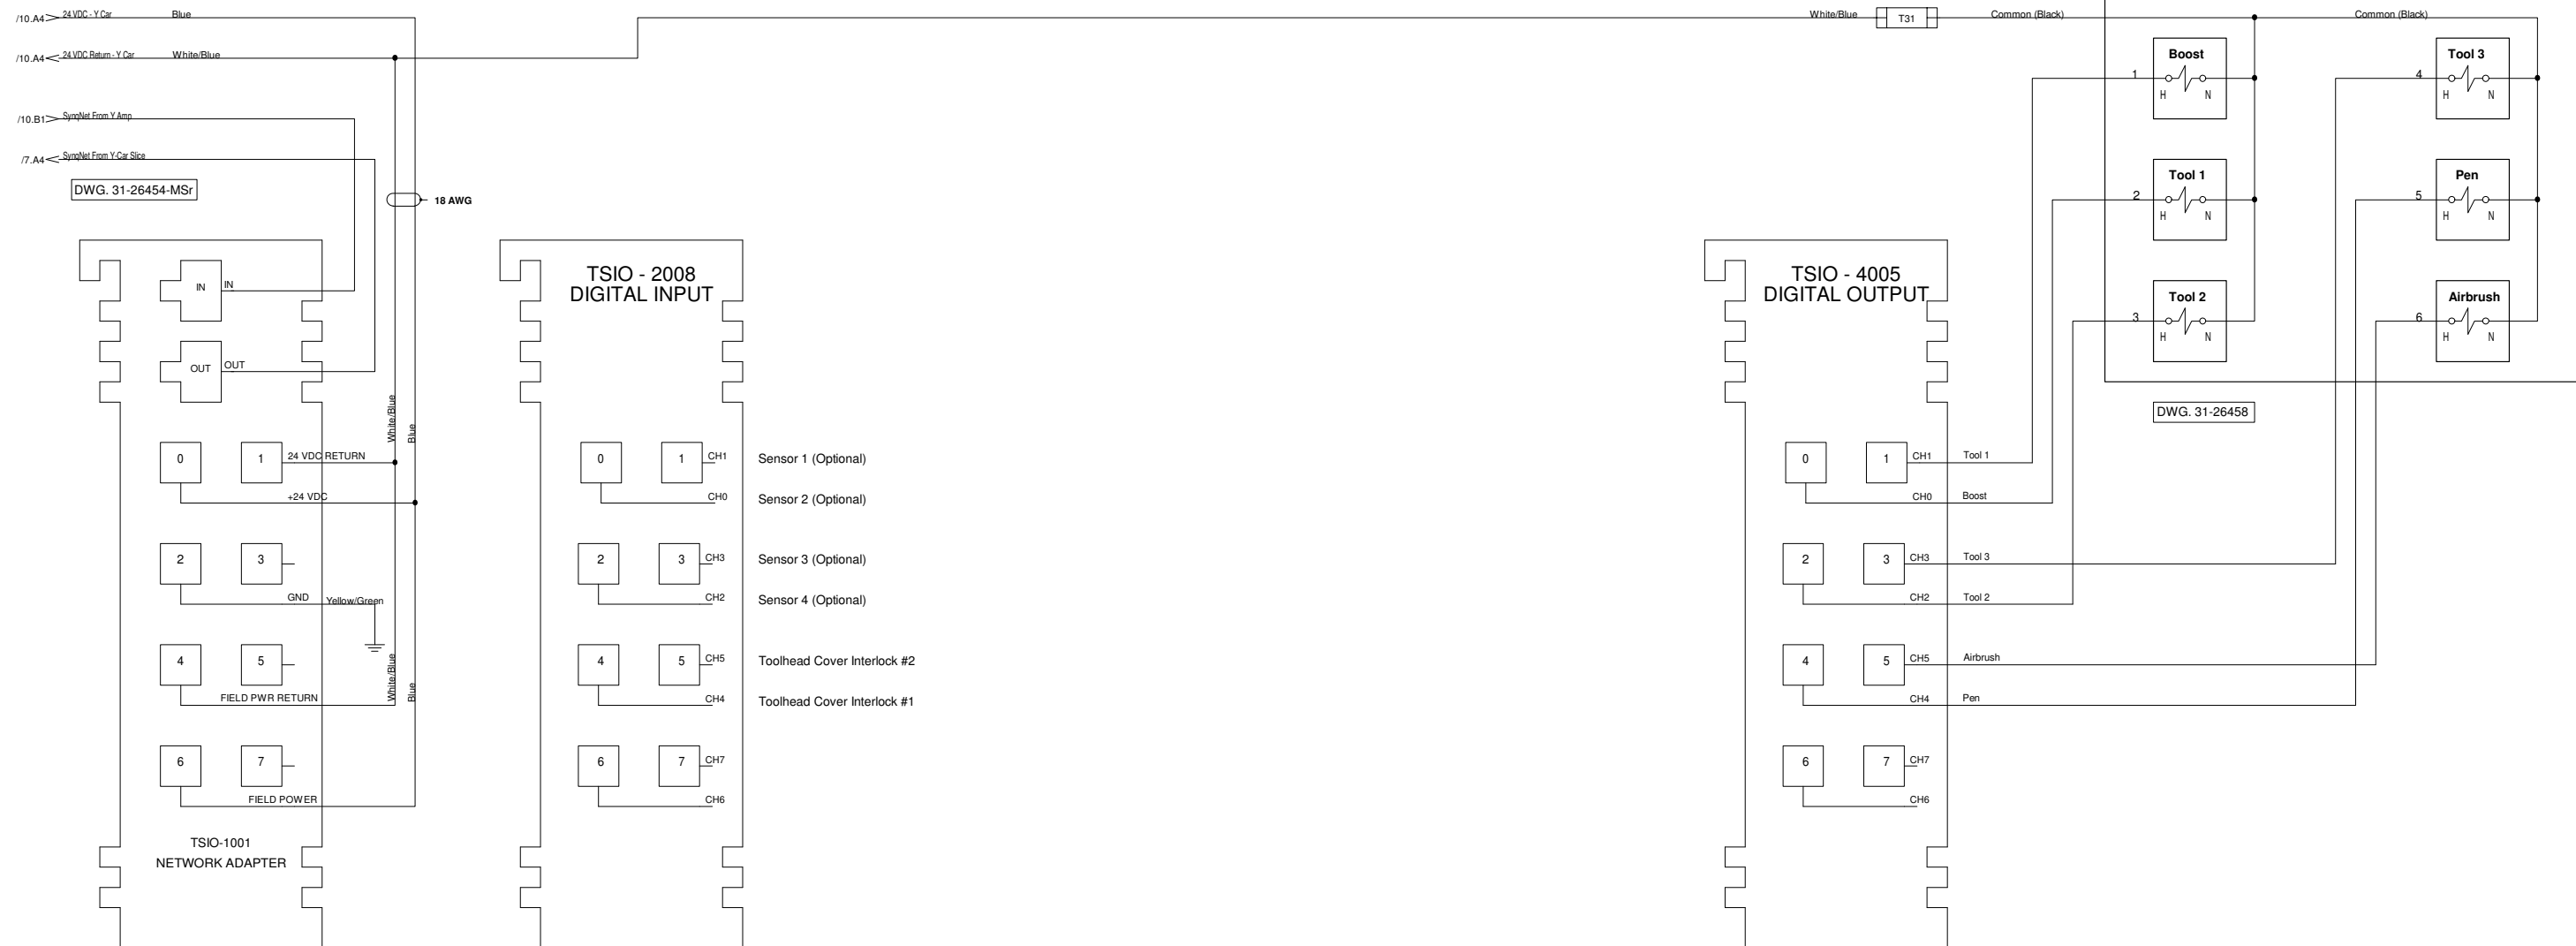 /10.A4 24 VDC - Y Car Blue
White/Blue T31 Common (Black) Common (Black)
/10.A4 24 VDC Return - Y Car White/Blue
/10.B1 SynqNet From Y Amp
/7.A4 SynqNet From Y-Car Slice
DWG. 31-26454-MSr
18 AWG
IN IN
OUT OUT
White/Blue
Blue
0 1 24 VDC RETURN
+24 VDC
2 3
GND Yellow/Green
4 5
FIELD PWR RETURN
White/Blue
Blue
6 7
FIELD POWER
TSIO-1001
NETWORK ADAPTER
TSIO - 2008
DIGITAL INPUT
0 1 CH1 Sensor 1 (Optional)
CH0 Sensor 2 (Optional)
2 3 CH3 Sensor 3 (Optional)
CH2 Sensor 4 (Optional)
4 5 CH5 Toolhead Cover Interlock #2
CH4 Toolhead Cover Interlock #1
6 7 CH7
CH6
TSIO - 4005
DIGITAL OUTPUT
0 1 CH1 Tool 1
CH0 Boost
2 3 CH3 Tool 3
CH2 Tool 2
4 5 CH5 Airbrush
CH4 Pen
6 7 CH7
CH6
Boost
1
H N
Tool 1
2
H N
Tool 2
3
H N
Tool 3
4
H N
Pen
5
H N
Airbrush
6
H N
DWG. 31-26458